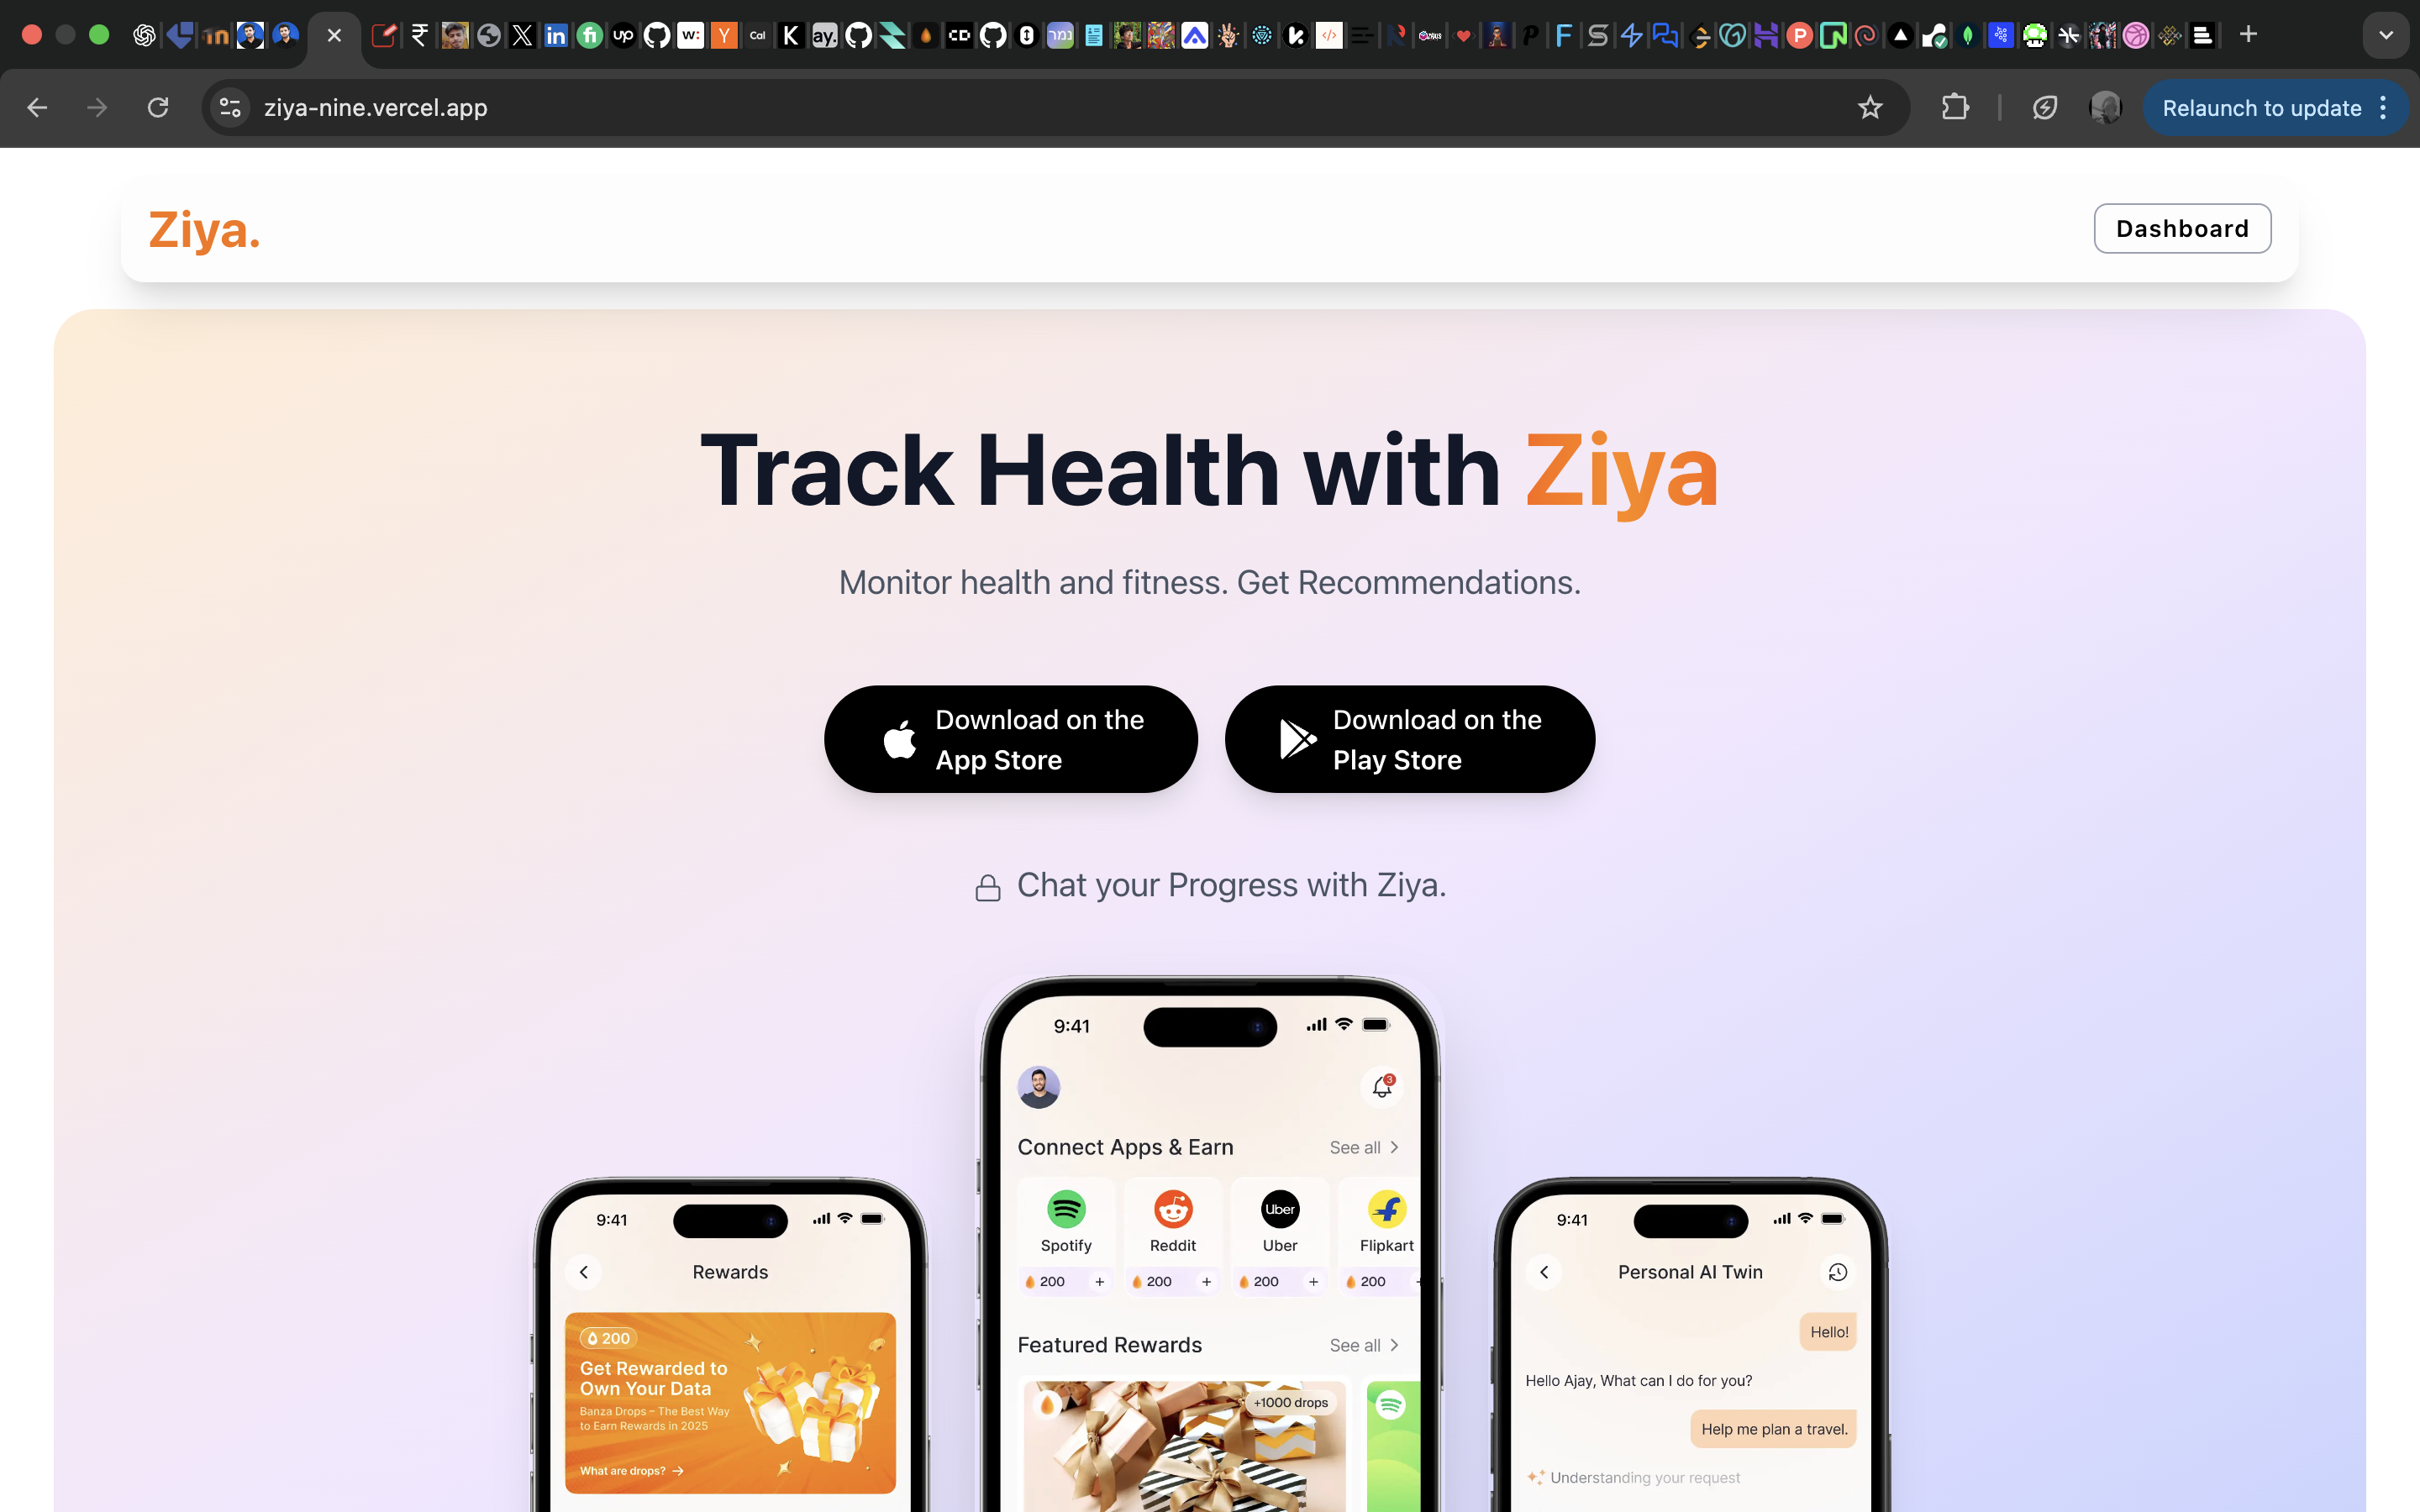 ziya-nine.vercel.app
Relaunch to update
Ziya.
Dashboard
Track Health with Ziya
Monitor health and fitness. Get Recommendations.
Download on the
App Store
Download on the
Play Store
Chat your Progress with Ziya.
9:41
Rewards
200
Get Rewarded to
Own Your Data
Banza Drops – The Best Way
to Earn Rewards in 2025
What are drops?
9:41
3
Connect Apps & Earn
See all
Uber
Spotify
Reddit
Uber
Flipkart
200
200
200
200
Featured Rewards
See all
+1000 drops
9:41
Personal AI Twin
Hello!
Hello Ajay, What can I do for you?
Help me plan a travel.
Understanding your request